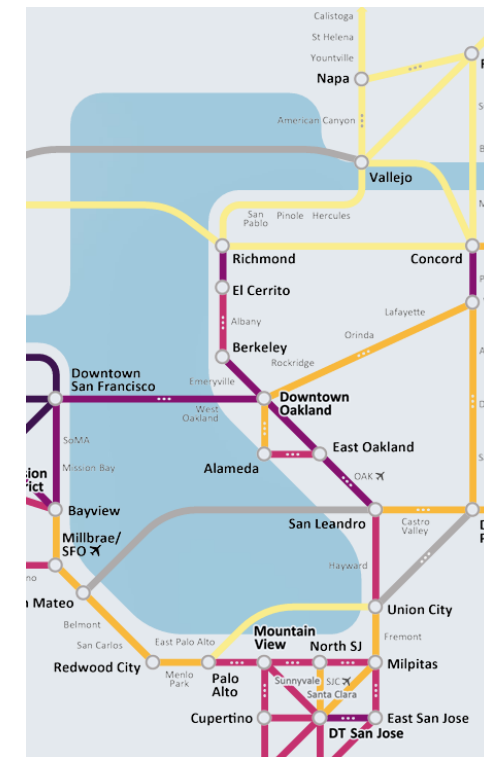 Calistoga
St Helena
Yountville
Napa
American Canyon
Vallejo
San
Pablo
Pinole
Hercules
Richmond
Concord
El Cerrito
Albany
Lafayette
Orinda
Berkeley
Rockridge
Emeryville
Downtown
San Francisco
Downtown
Oakland
West
Oakland
SoMA
East Oakland
Alameda
Mission Bay
OAK
Bayview
San Leandro
Castro
Valley
Millbrae/
SFO
Hayward
Mateo
Union City
Belmont
San Carlos
East Palo Alto
Fremont
Redwood City
Menlo
Park
Palo
Alto
Mountain
View
North SJ
Milpitas
Sunnyvale
SJC
Santa Clara
Cupertino
DT San Jose
East San Jose